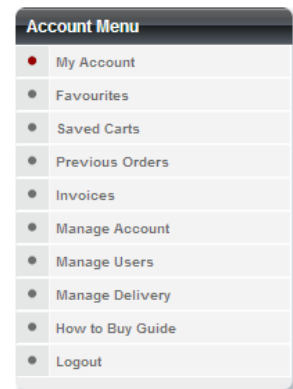 Account Menu
My Account
Favourites
Saved Carts
Previous Orders
Invoices
Manage Account
Manage Users
Manage Delivery
How to Buy Guide
Logout